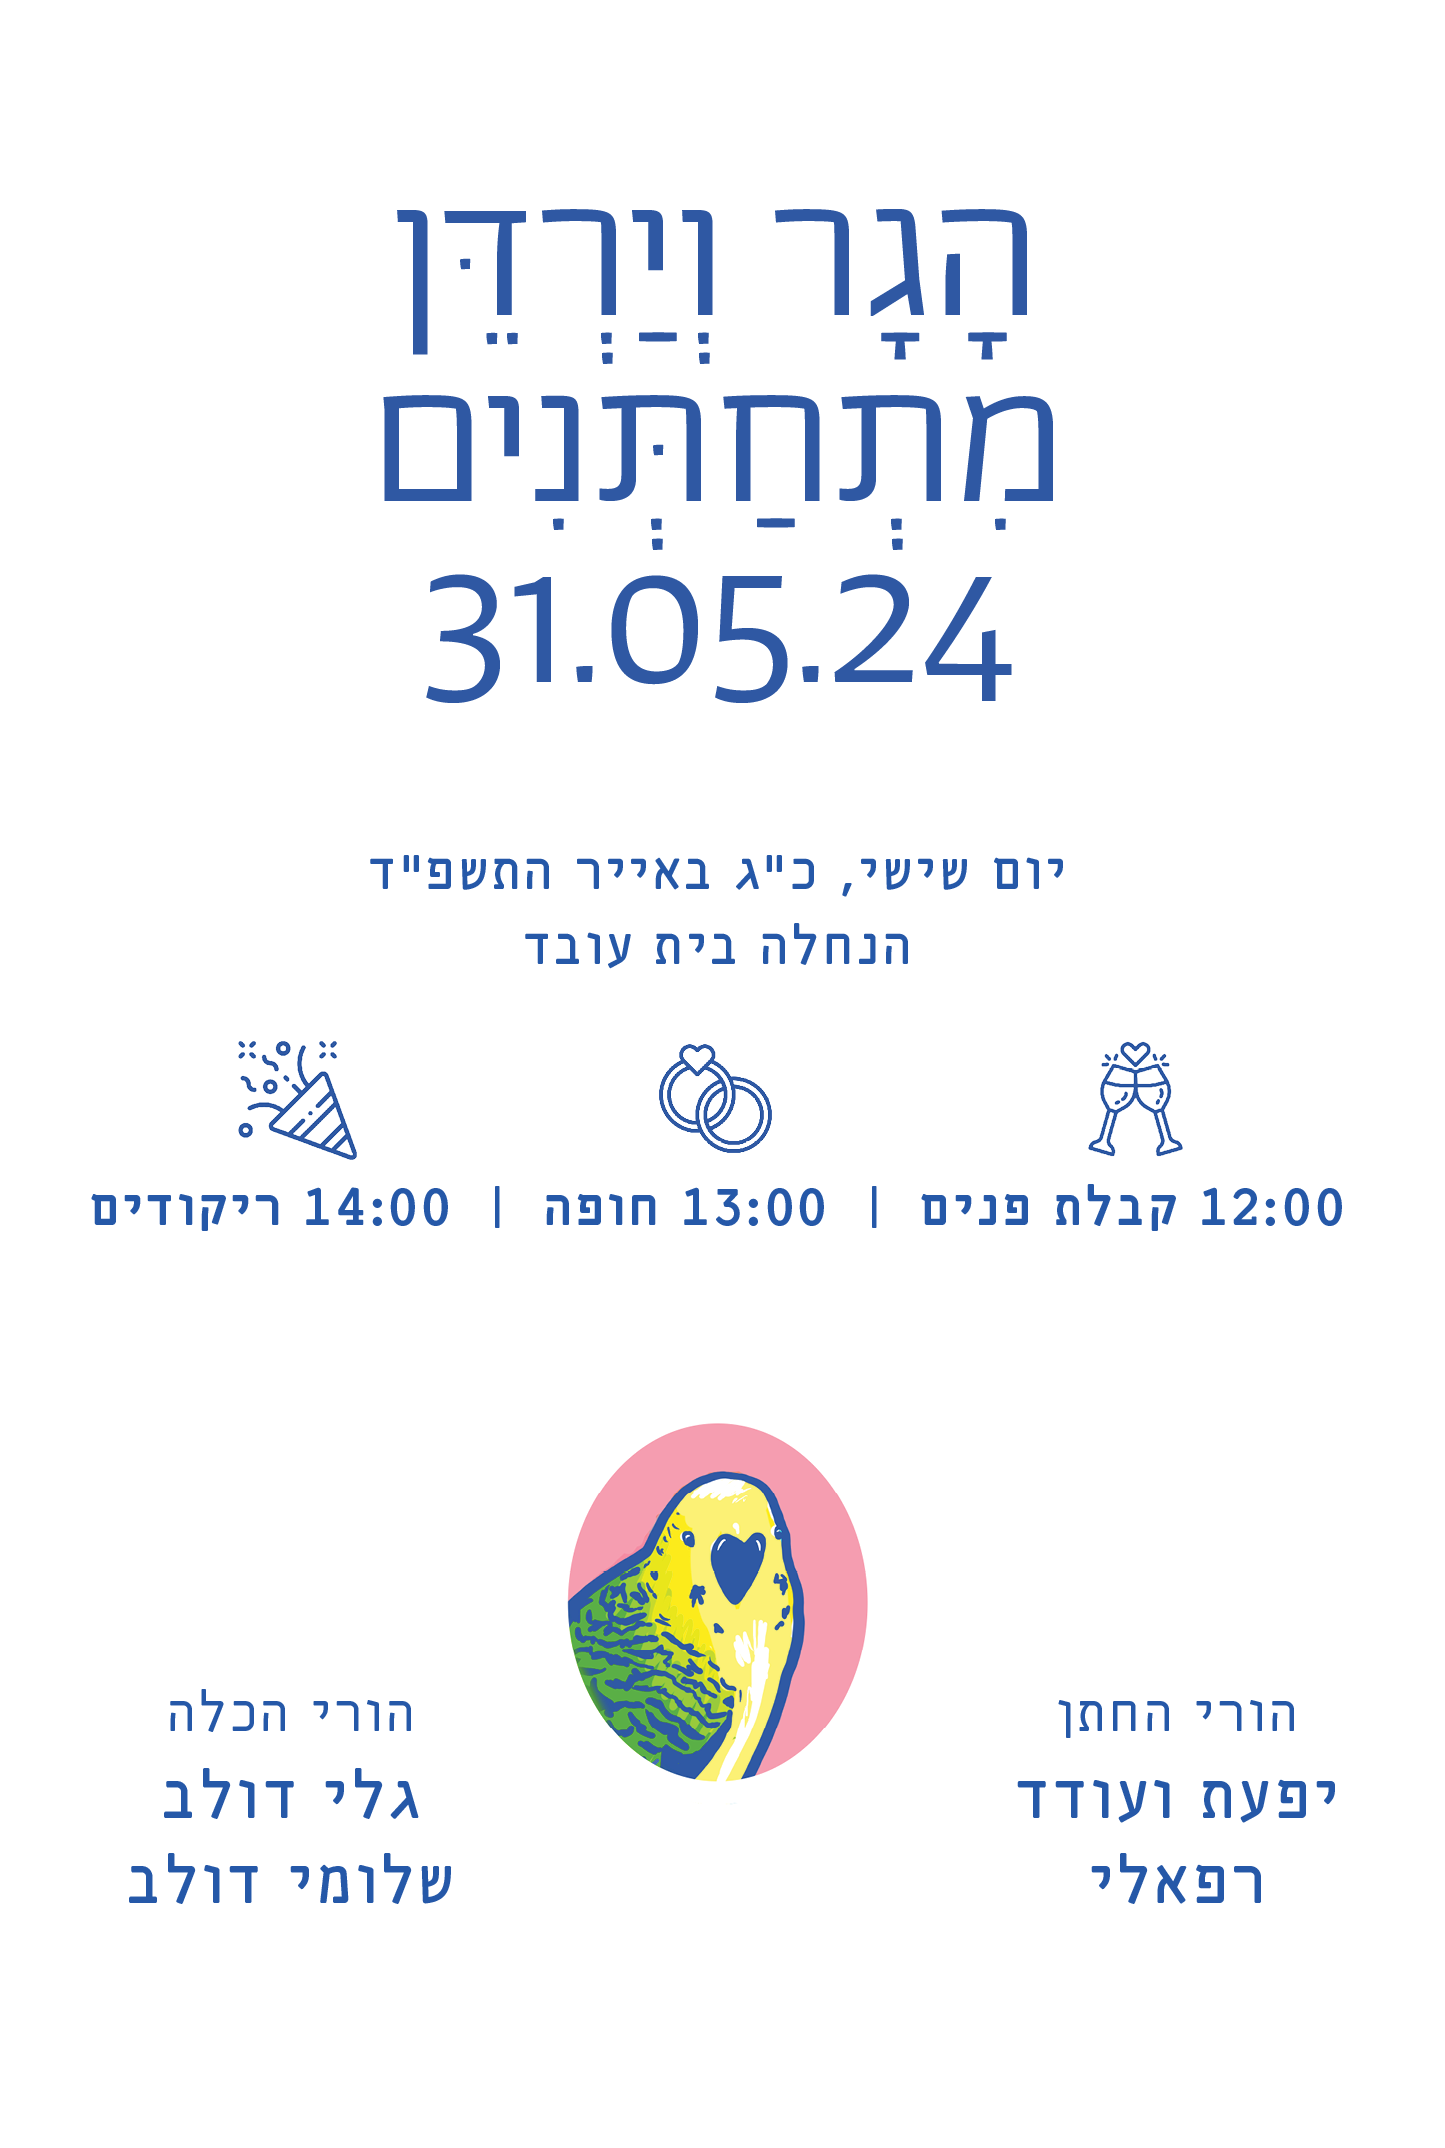 הָגָר וְיַרְדֵּן
מִתְחַתְּנִים
31.05.24
יום שישי, כ"ג באייר התשפ"ד
הנחלה בית עובד
12:00 קבלת פנים | 13:00 חופה | 14:00 ריקודים
הורי החתן
יפעת ועודד
רפאלי
הורי הכלה
גלי דולב
שלומי דולב